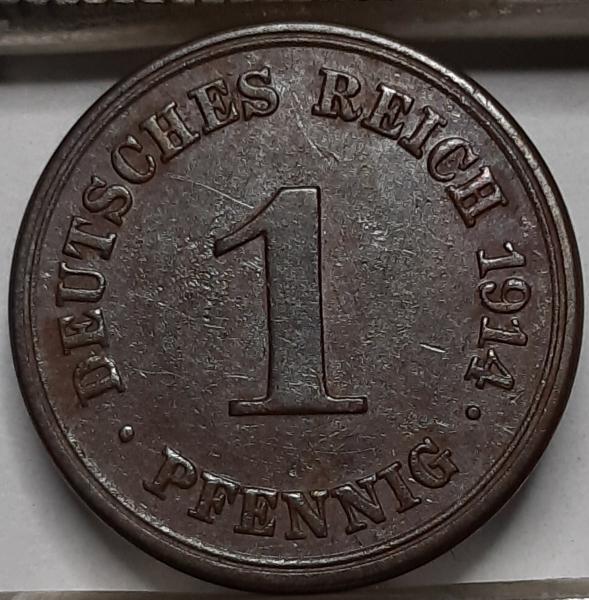 DEUTSCHES REICH 1914
1
PFENNIG